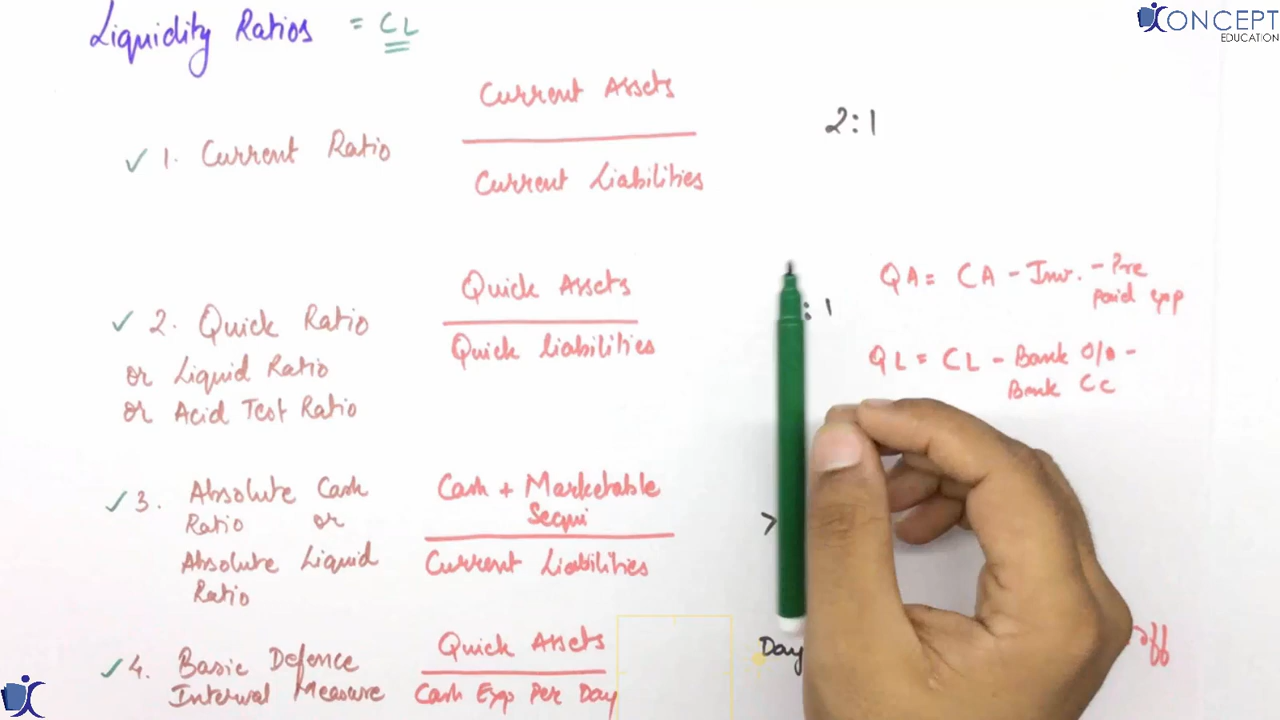 Liquidity Ratios = CL
CONCEPT
EDUCATION
Current Assets
2:1
✓ 1. Current Ratio
Current Liabilities
QA = CA - Inv. - Pre
paid exp
Quick Assets
: 1
✓ 2. Quick Ratio
Quick Liabilities
QL = CL - Bank O/D -
Bank CC
or Liquid Ratio
or Acid Test Ratio
✓ 3. Absolute Cash
Ratio or
Absolute Liquid
Ratio
Cash + Marketable
Sequi
Current Liabilities
>
✓ 4. Basic Defence
Interval Measure
Quick Assets
Cash Exp Per Day
Day